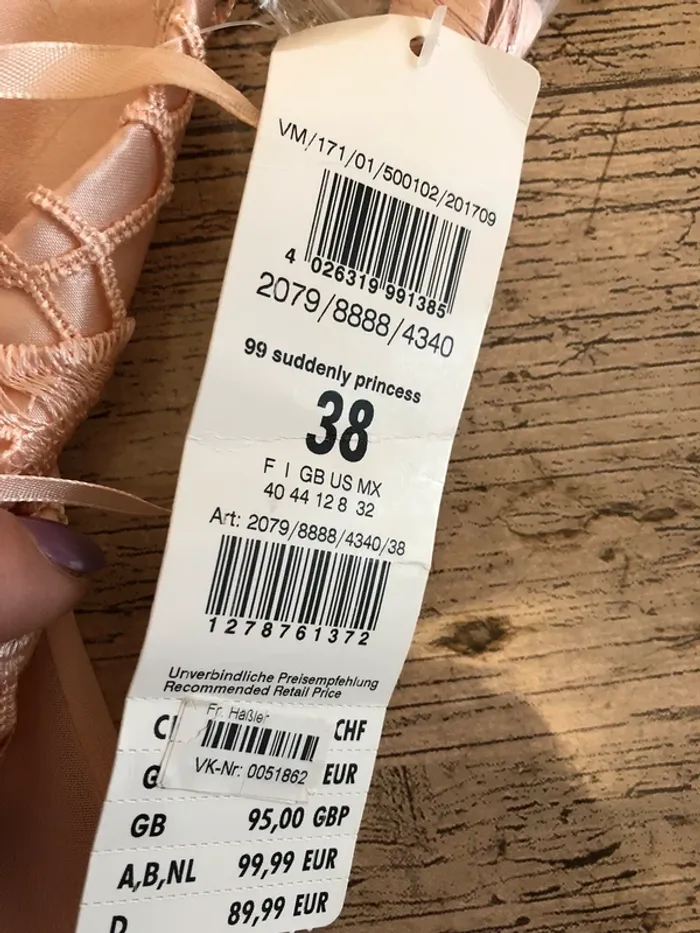 VM/171/01/500102/201709
4 026319 991385
2079/8888/4340
99 suddenly princess
38
F I GB US MX
40 44 12 8 32
Art: 2079/8888/4340/38
1278761372
Unverbindliche Preisempfehlung
Recommended Retail Price
Fr. Häßler
CHF
VK-Nr: 0051862
EUR
GB 95,00 GBP
A,B,NL 99,99 EUR
D 89,99 EUR